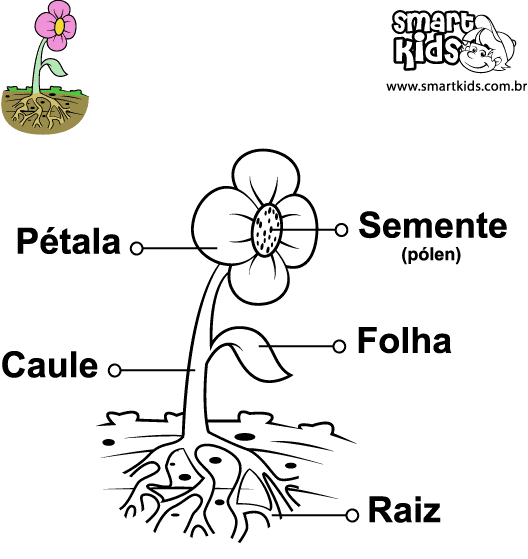 Smart
Kids
www.smartkids.com.br
Semente
(pólen)
Pétala
Folha
Caule
Raiz